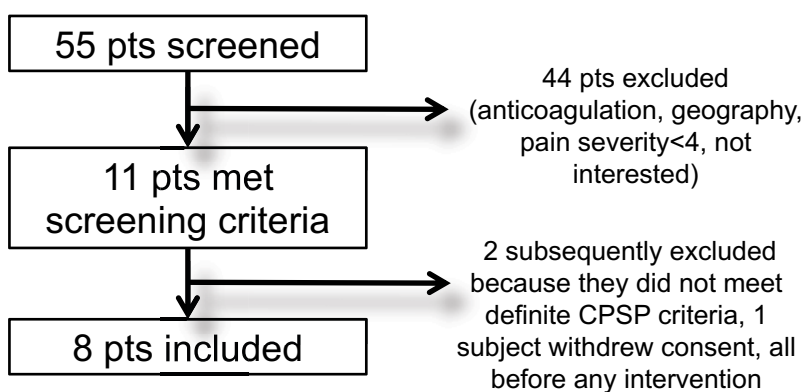 55 pts screened
44 pts excluded
(anticoagulation, geography,
pain severity<4, not
interested)
11 pts met
screening criteria
2 subsequently excluded
because they did not meet
definite CPSP criteria, 1
subject withdrew consent, all
before any intervention
8 pts included